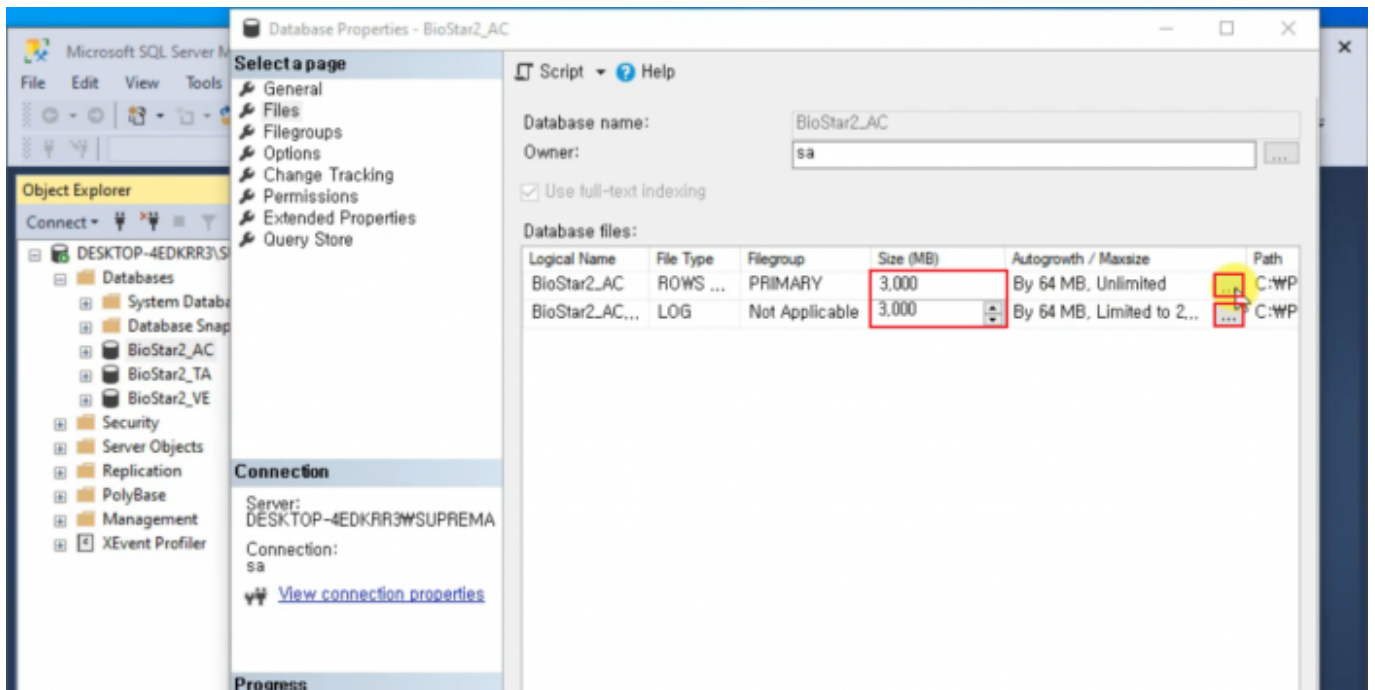 Database Properties - BioStar2_AC
Microsoft SQL Server M
File Edit View Tools
Object Explorer
Connect
DESKTOP-4EDKRR3\S
Databases
System Databa
Database Snap
BioStar2_AC
BioStar2_TA
BioStar2_VE
Security
Server Objects
Replication
PolyBase
Management
XEvent Profiler
Select a page
General
Files
Filegroups
Options
Change Tracking
Permissions
Extended Properties
Query Store
Connection
Server:
DESKTOP-4EDKRR3₩SUPREMA
Connection:
sa
View connection properties
Progress
Script Help
Database name: BioStar2_AC
Owner: sa ...
Use full-text indexing
Database files:
Logical Name File Type Filegroup Size (MB) Autogrowth / Maxsize Path
BioStar2_AC ROWS ... PRIMARY 3,000 By 64 MB, Unlimited ... C:₩P
BioStar2_AC... LOG Not Applicable 3,000 By 64 MB, Limited to 2... ... C:₩P